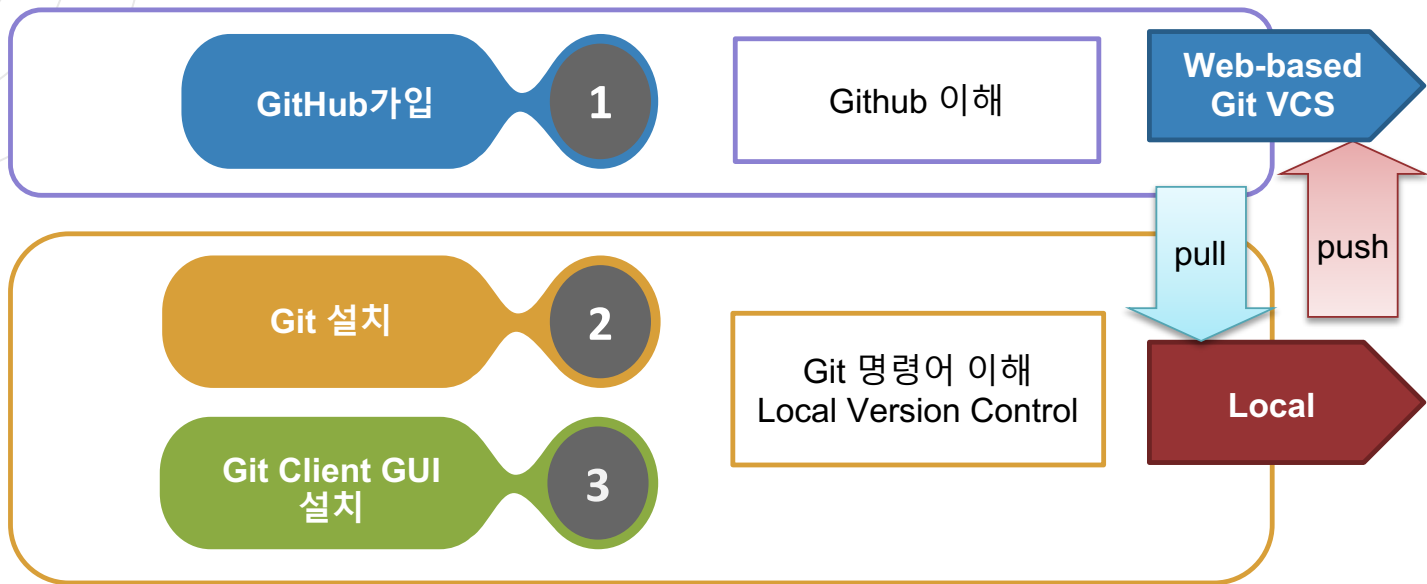 GitHub가입
1
Github 이해
Web-based
Git VCS
pull
push
Git 설치
2
Git 명령어 이해
Local Version Control
Local
Git Client GUI
설치
3